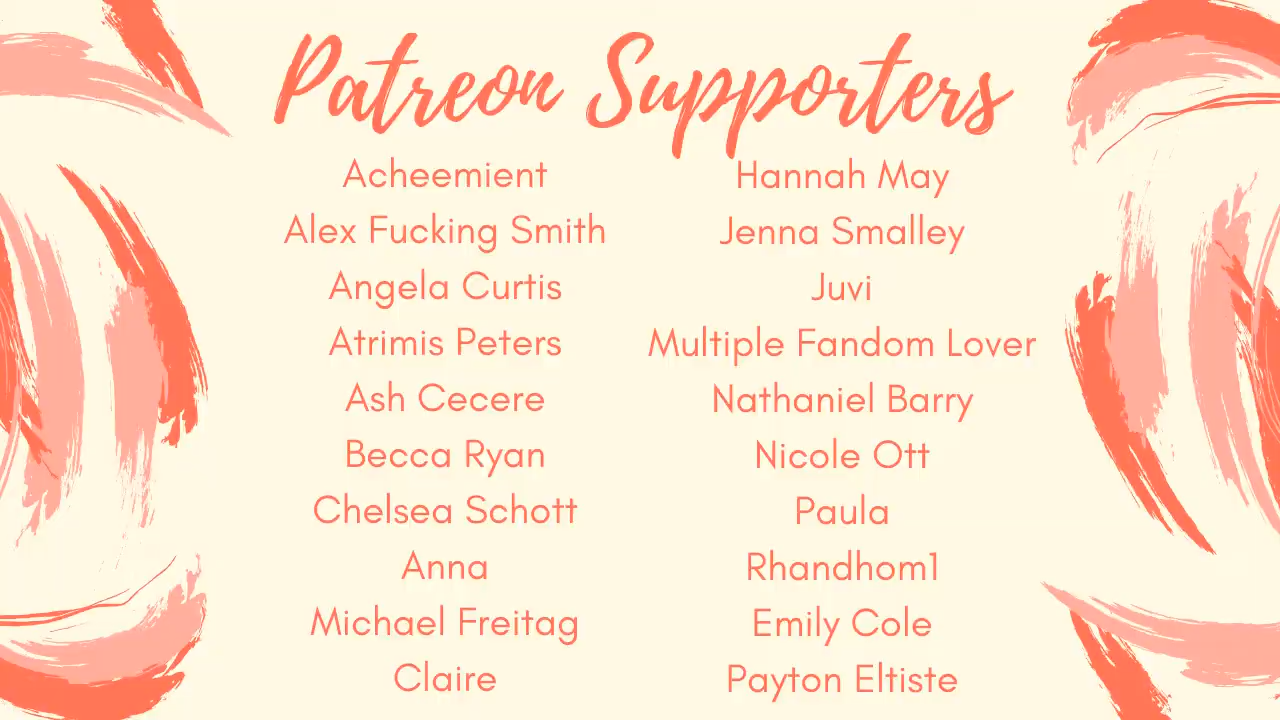 Patreon Supporters
Acheemient
Alex Fucking Smith
Angela Curtis
Atrimis Peters
Ash Cecere
Becca Ryan
Chelsea Schott
Anna
Michael Freitag
Claire
Hannah May
Jenna Smalley
Juvi
Multiple Fandom Lover
Nathaniel Barry
Nicole Ott
Paula
Rhandhom1
Emily Cole
Payton Eltiste